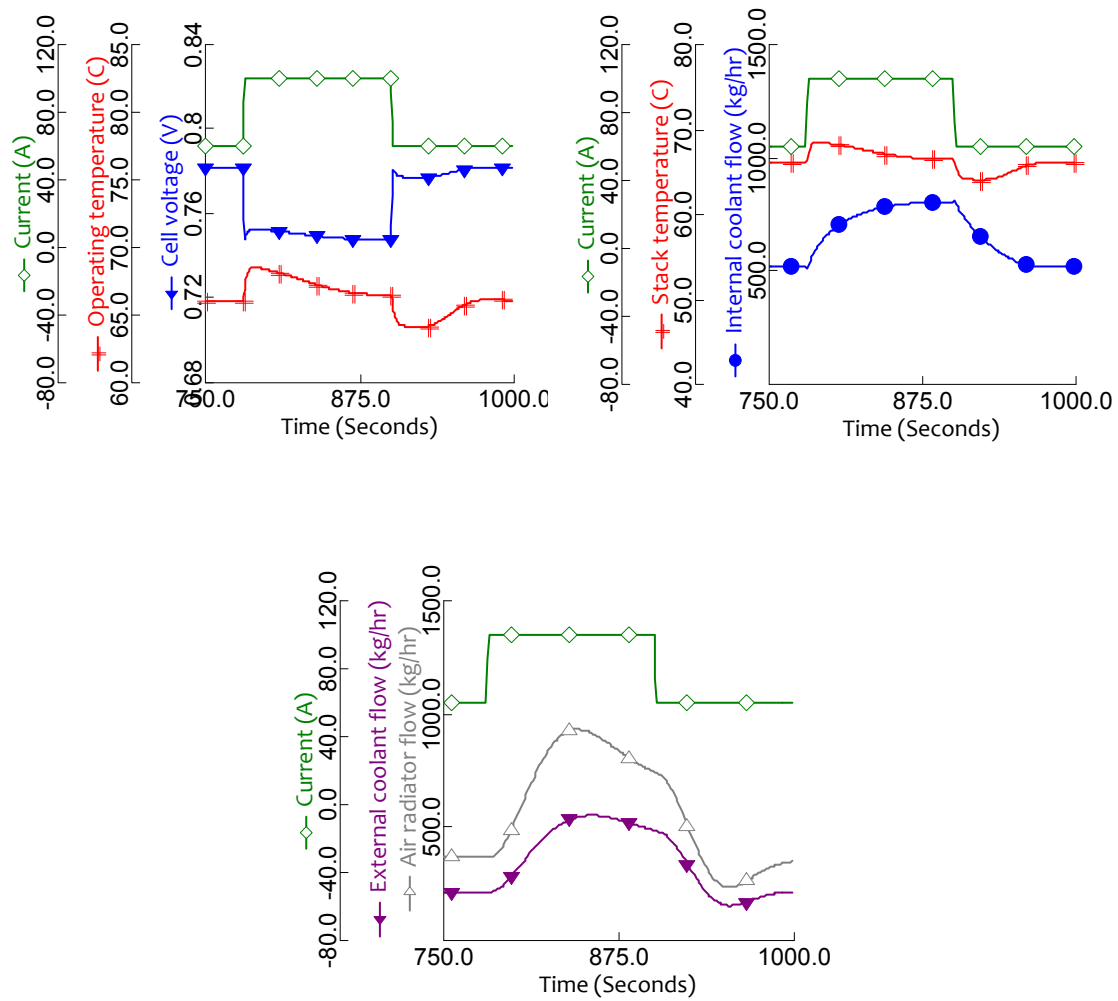 Current (A)
-80.0 -40.0 0.0 40.0 80.0 120.0
Operating temperature (C)
60.0 65.0 70.0 75.0 80.0 85.0
Cell voltage (V)
0.68 0.72 0.76 0.8 0.84
750.0 875.0 1000.0
Time (Seconds)
Current (A)
-80.0 -40.0 0.0 40.0 80.0 120.0
Stack temperature (C)
40.0 50.0 60.0 70.0 80.0
Internal coolant flow (kg/hr)
500.0 1000.0 1500.0
750.0 875.0 1000.0
Time (Seconds)
Current (A)
-80.0 -40.0 0.0 40.0 80.0 120.0
External coolant flow (kg/hr)
Air radiator flow (kg/hr)
500.0 1000.0 1500.0
750.0 875.0 1000.0
Time (Seconds)